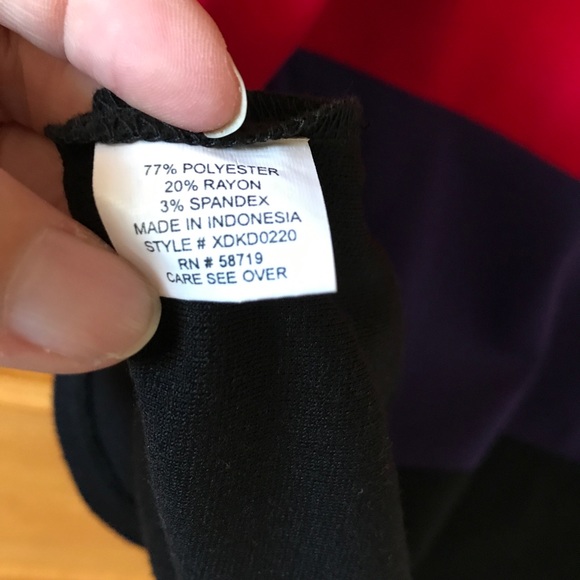 77% POLYESTER
20% RAYON
3% SPANDEX
MADE IN INDONESIA
STYLE # XDKD0220
RN # 58719
CARE SEE OVER